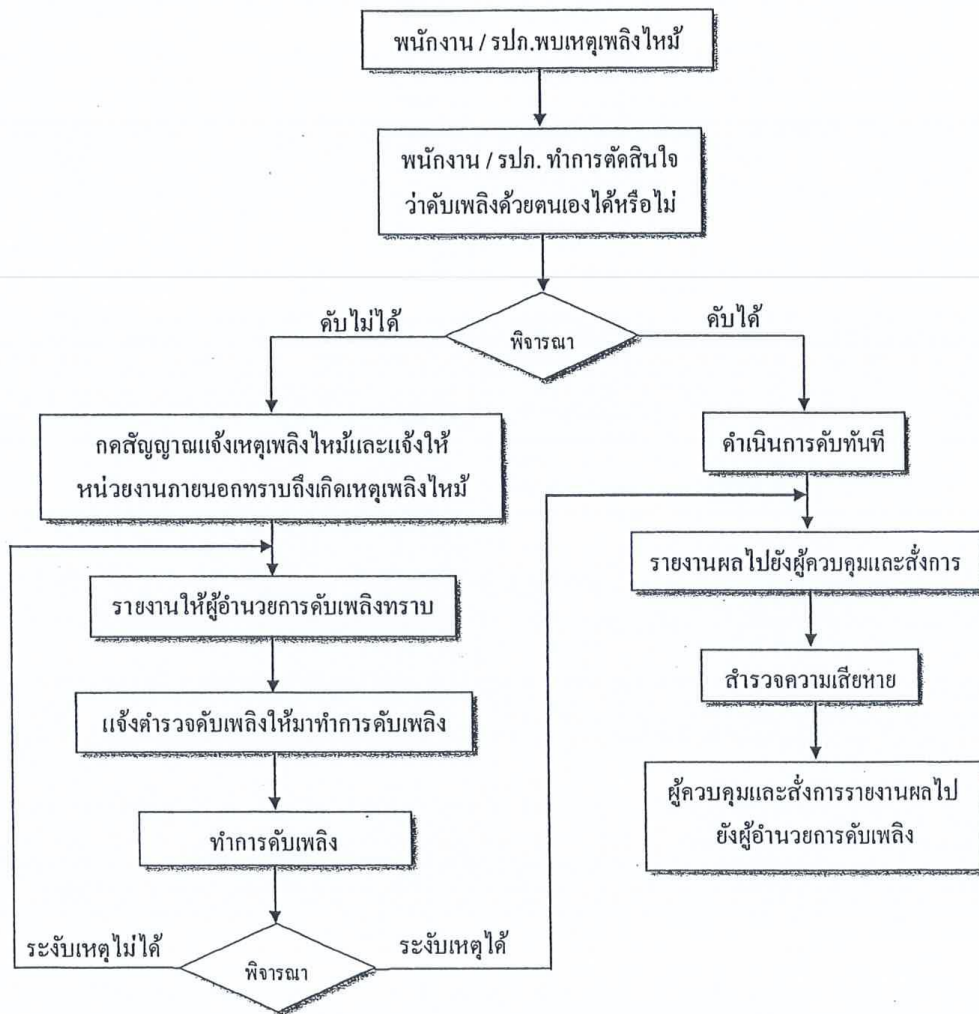 พนักงาน / รปภ.พบเหตุเพลิงไหม้
พนักงาน / รปภ. ทำการตัดสินใจ
ว่าดับเพลิงด้วยตนเองได้หรือไม่
ดับไม่ได้
พิจารณา
ดับได้
กดสัญญาณแจ้งเหตุเพลิงไหม้และแจ้งให้
หน่วยงานภายนอกทราบถึงเกิดเหตุเพลิงไหม้
รายงานให้ผู้อำนวยการดับเพลิงทราบ
แจ้งตำรวจดับเพลิงให้มาทำการดับเพลิง
ทำการดับเพลิง
ระงับเหตุไม่ได้
พิจารณา
ระงับเหตุได้
ดำเนินการดับทันที
รายงานผลไปยังผู้ควบคุมและสั่งการ
สำรวจความเสียหาย
ผู้ควบคุมและสั่งการรายงานผลไป
ยังผู้อำนวยการดับเพลิง